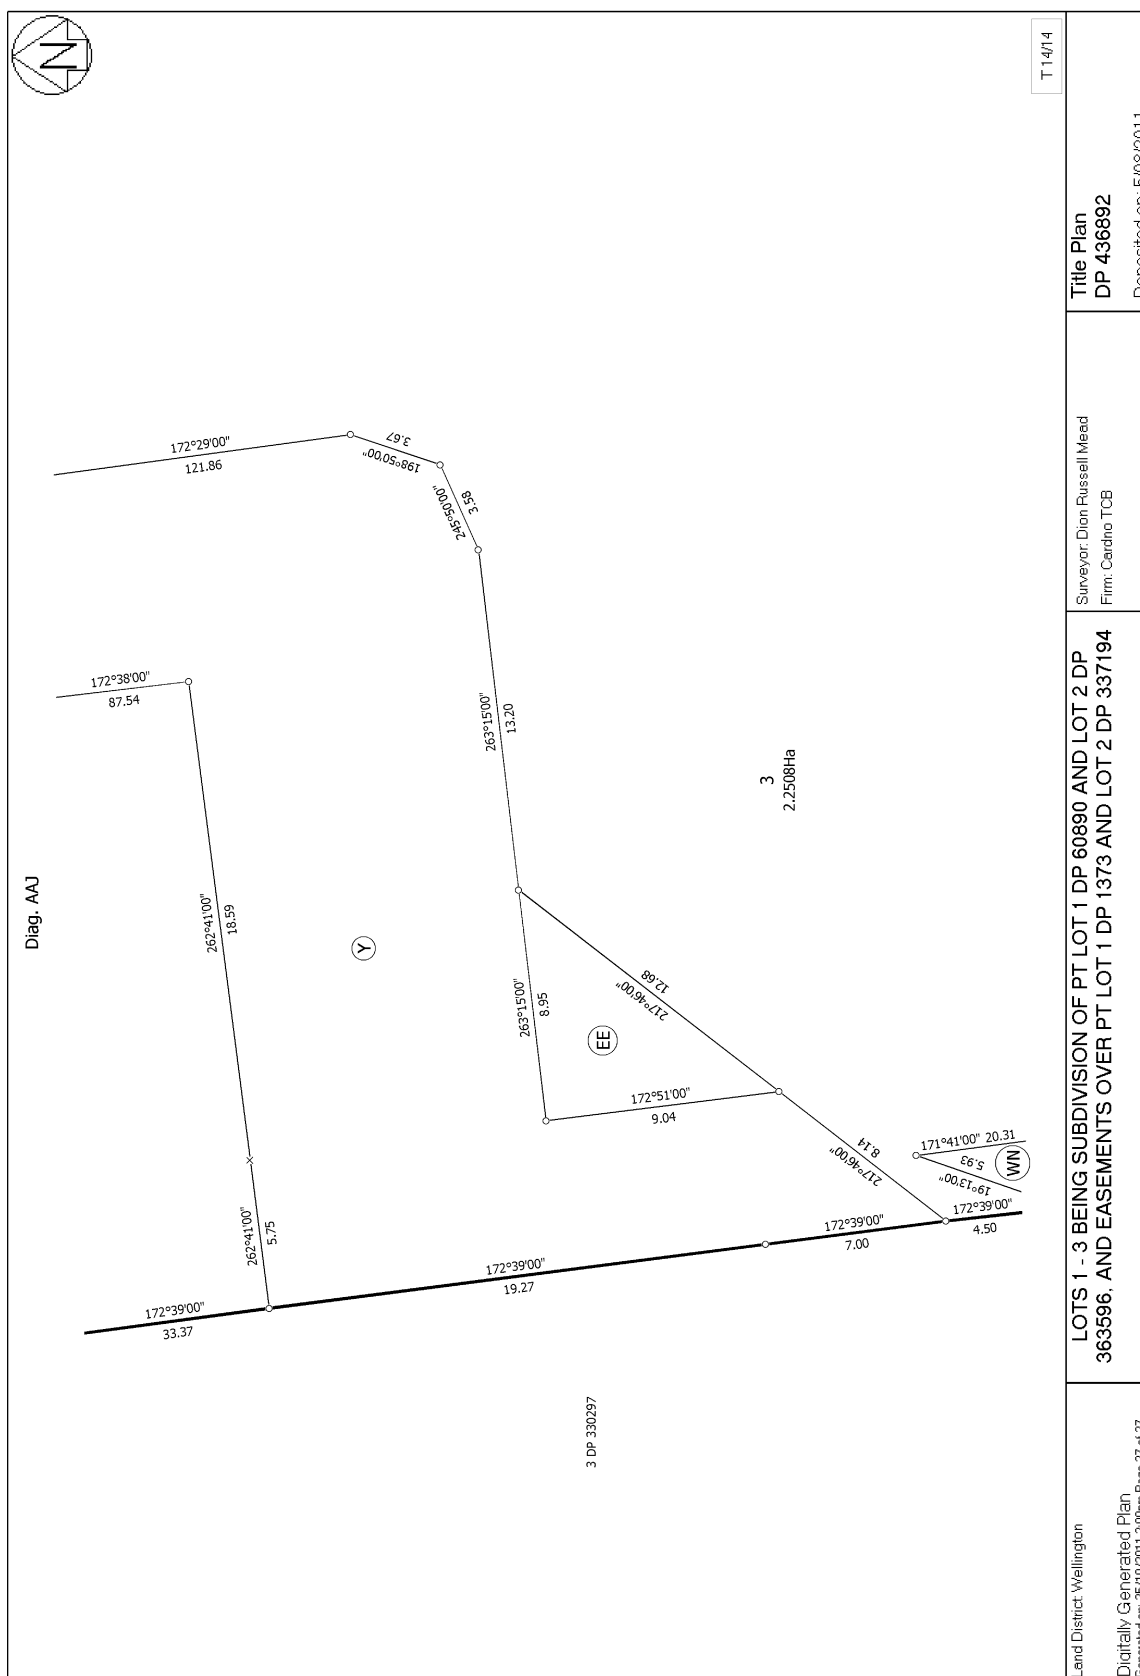 N
T 14/14
Diag. AAJ
172°29'00"
121.86
198°50'00"
3.67
245°50'00"
3.58
172°38'00"
87.54
262°41'00"
18.59
263°15'00"
13.20
Y
3
2.2508Ha
263°15'00"
8.95
EE
217°46'00"
12.68
172°51'00"
9.04
262°41'00"
5.75
217°46'00"
8.14
171°41'00" 20.31
19°13'00"
5.93
WN
172°39'00"
33.37
172°39'00"
19.27
172°39'00"
7.00
172°39'00"
4.50
3 DP 330297
Land District: Wellington
Digitally Generated Plan
LOTS 1 - 3 BEING SUBDIVISION OF PT LOT 1 DP 60890 AND LOT 2 DP
363596, AND EASEMENTS OVER PT LOT 1 DP 1373 AND LOT 2 DP 337194
Surveyor: Dion Russell Mead
Firm: Cardno TCB
Title Plan
DP 436892
Deposited on: 5/08/2011